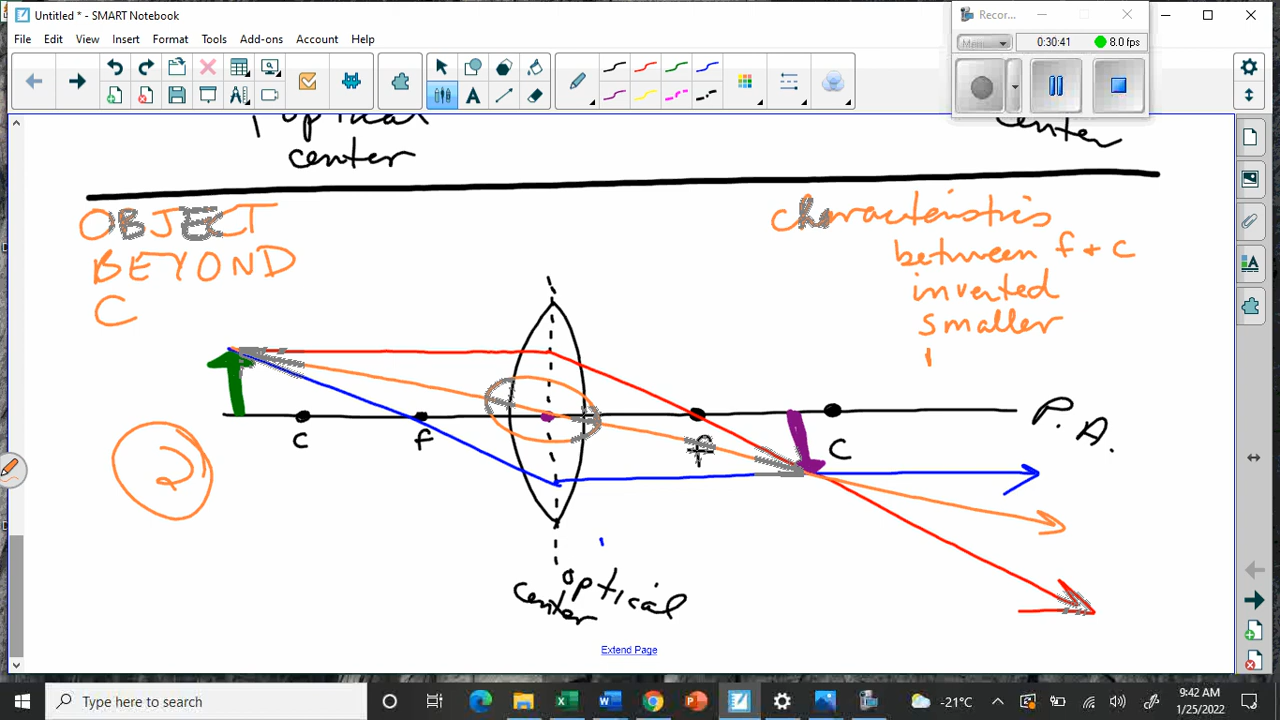 Untitled * - SMART Notebook
Recor...
File Edit View Insert Format Tools Add-ons Account Help
0:30:41
8.0 fps
optical
center
center
OBJECT
BEYOND
C
characteristics
between f + c
inverted
smaller
C
f
f
C
P. A.
2
optical
center
Extend Page
Type here to search
-21°C
9:42 AM
1/25/2022